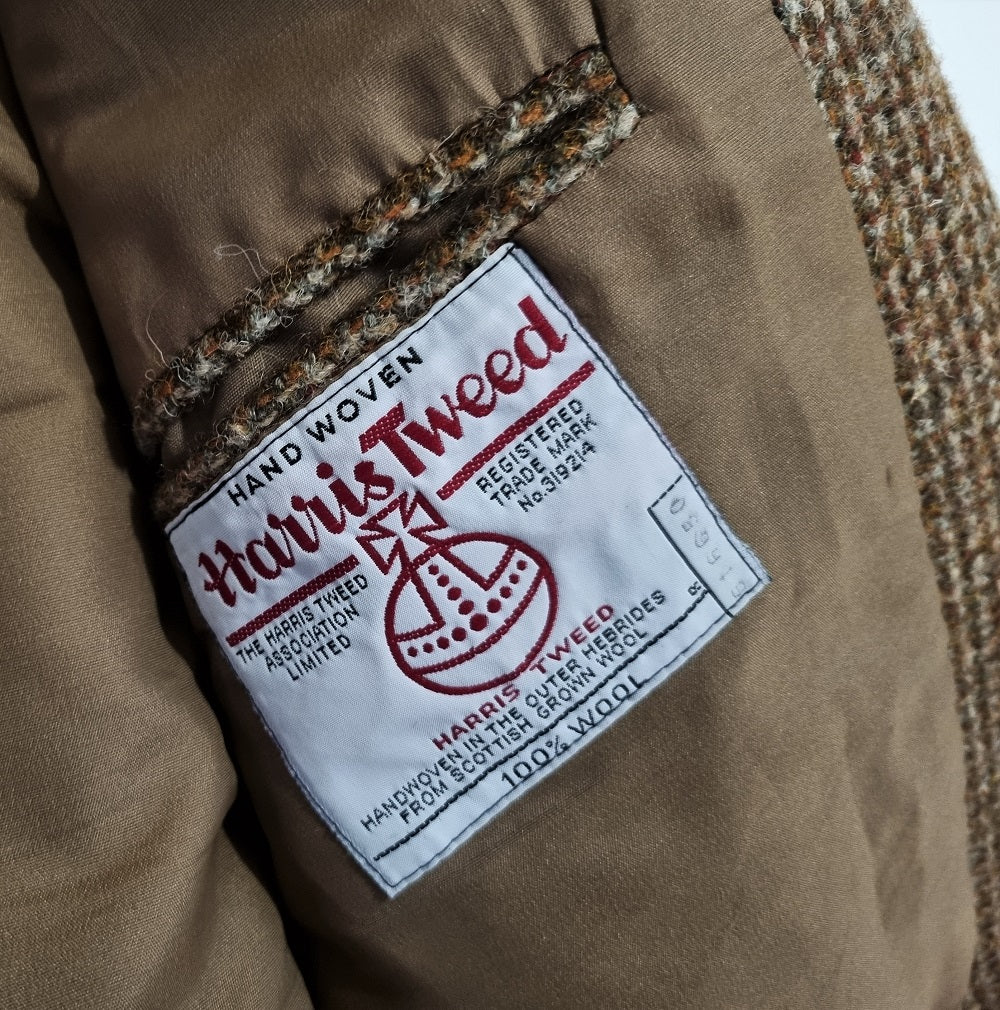 HAND WOVEN
Harris Tweed
REGISTERED
TRADE MARK
No.319214
THE HARRIS TWEED
ASSOCIATION
LIMITED
HARRIS TWEED
HANDWOVEN IN THE OUTER HEBRIDES
FROM SCOTTISH GROWN WOOL
100% WOOL